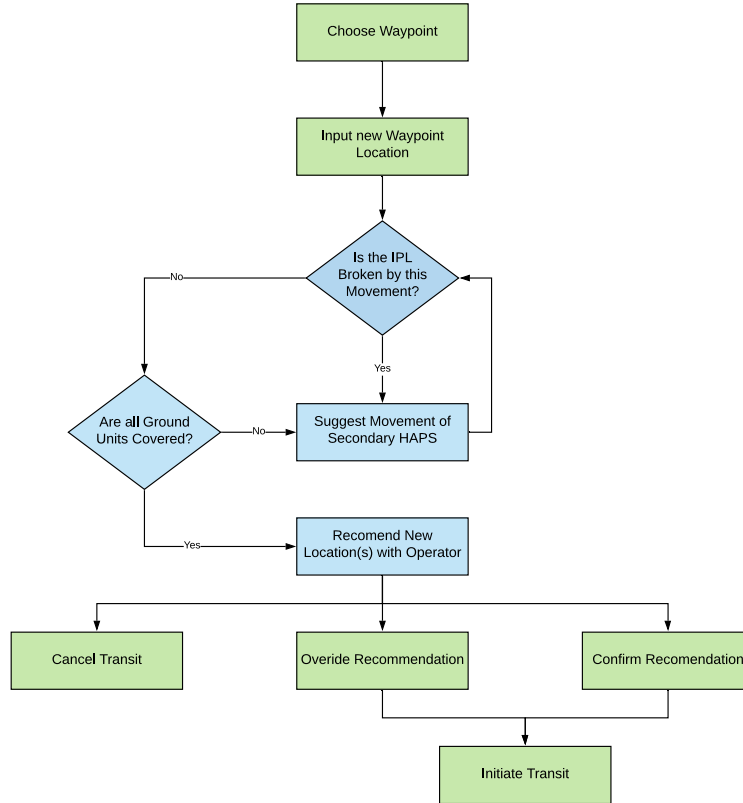 Choose Waypoint
Input new Waypoint
Location
Is the IPL
Broken by this
Movement?
No
Yes
Are all Ground
Units Covered?
No
Suggest Movement of
Secondary HAPS
Yes
Recomend New
Location(s) with Operator
Cancel Transit
Overide Recommendation
Confirm Recomendation
Initiate Transit